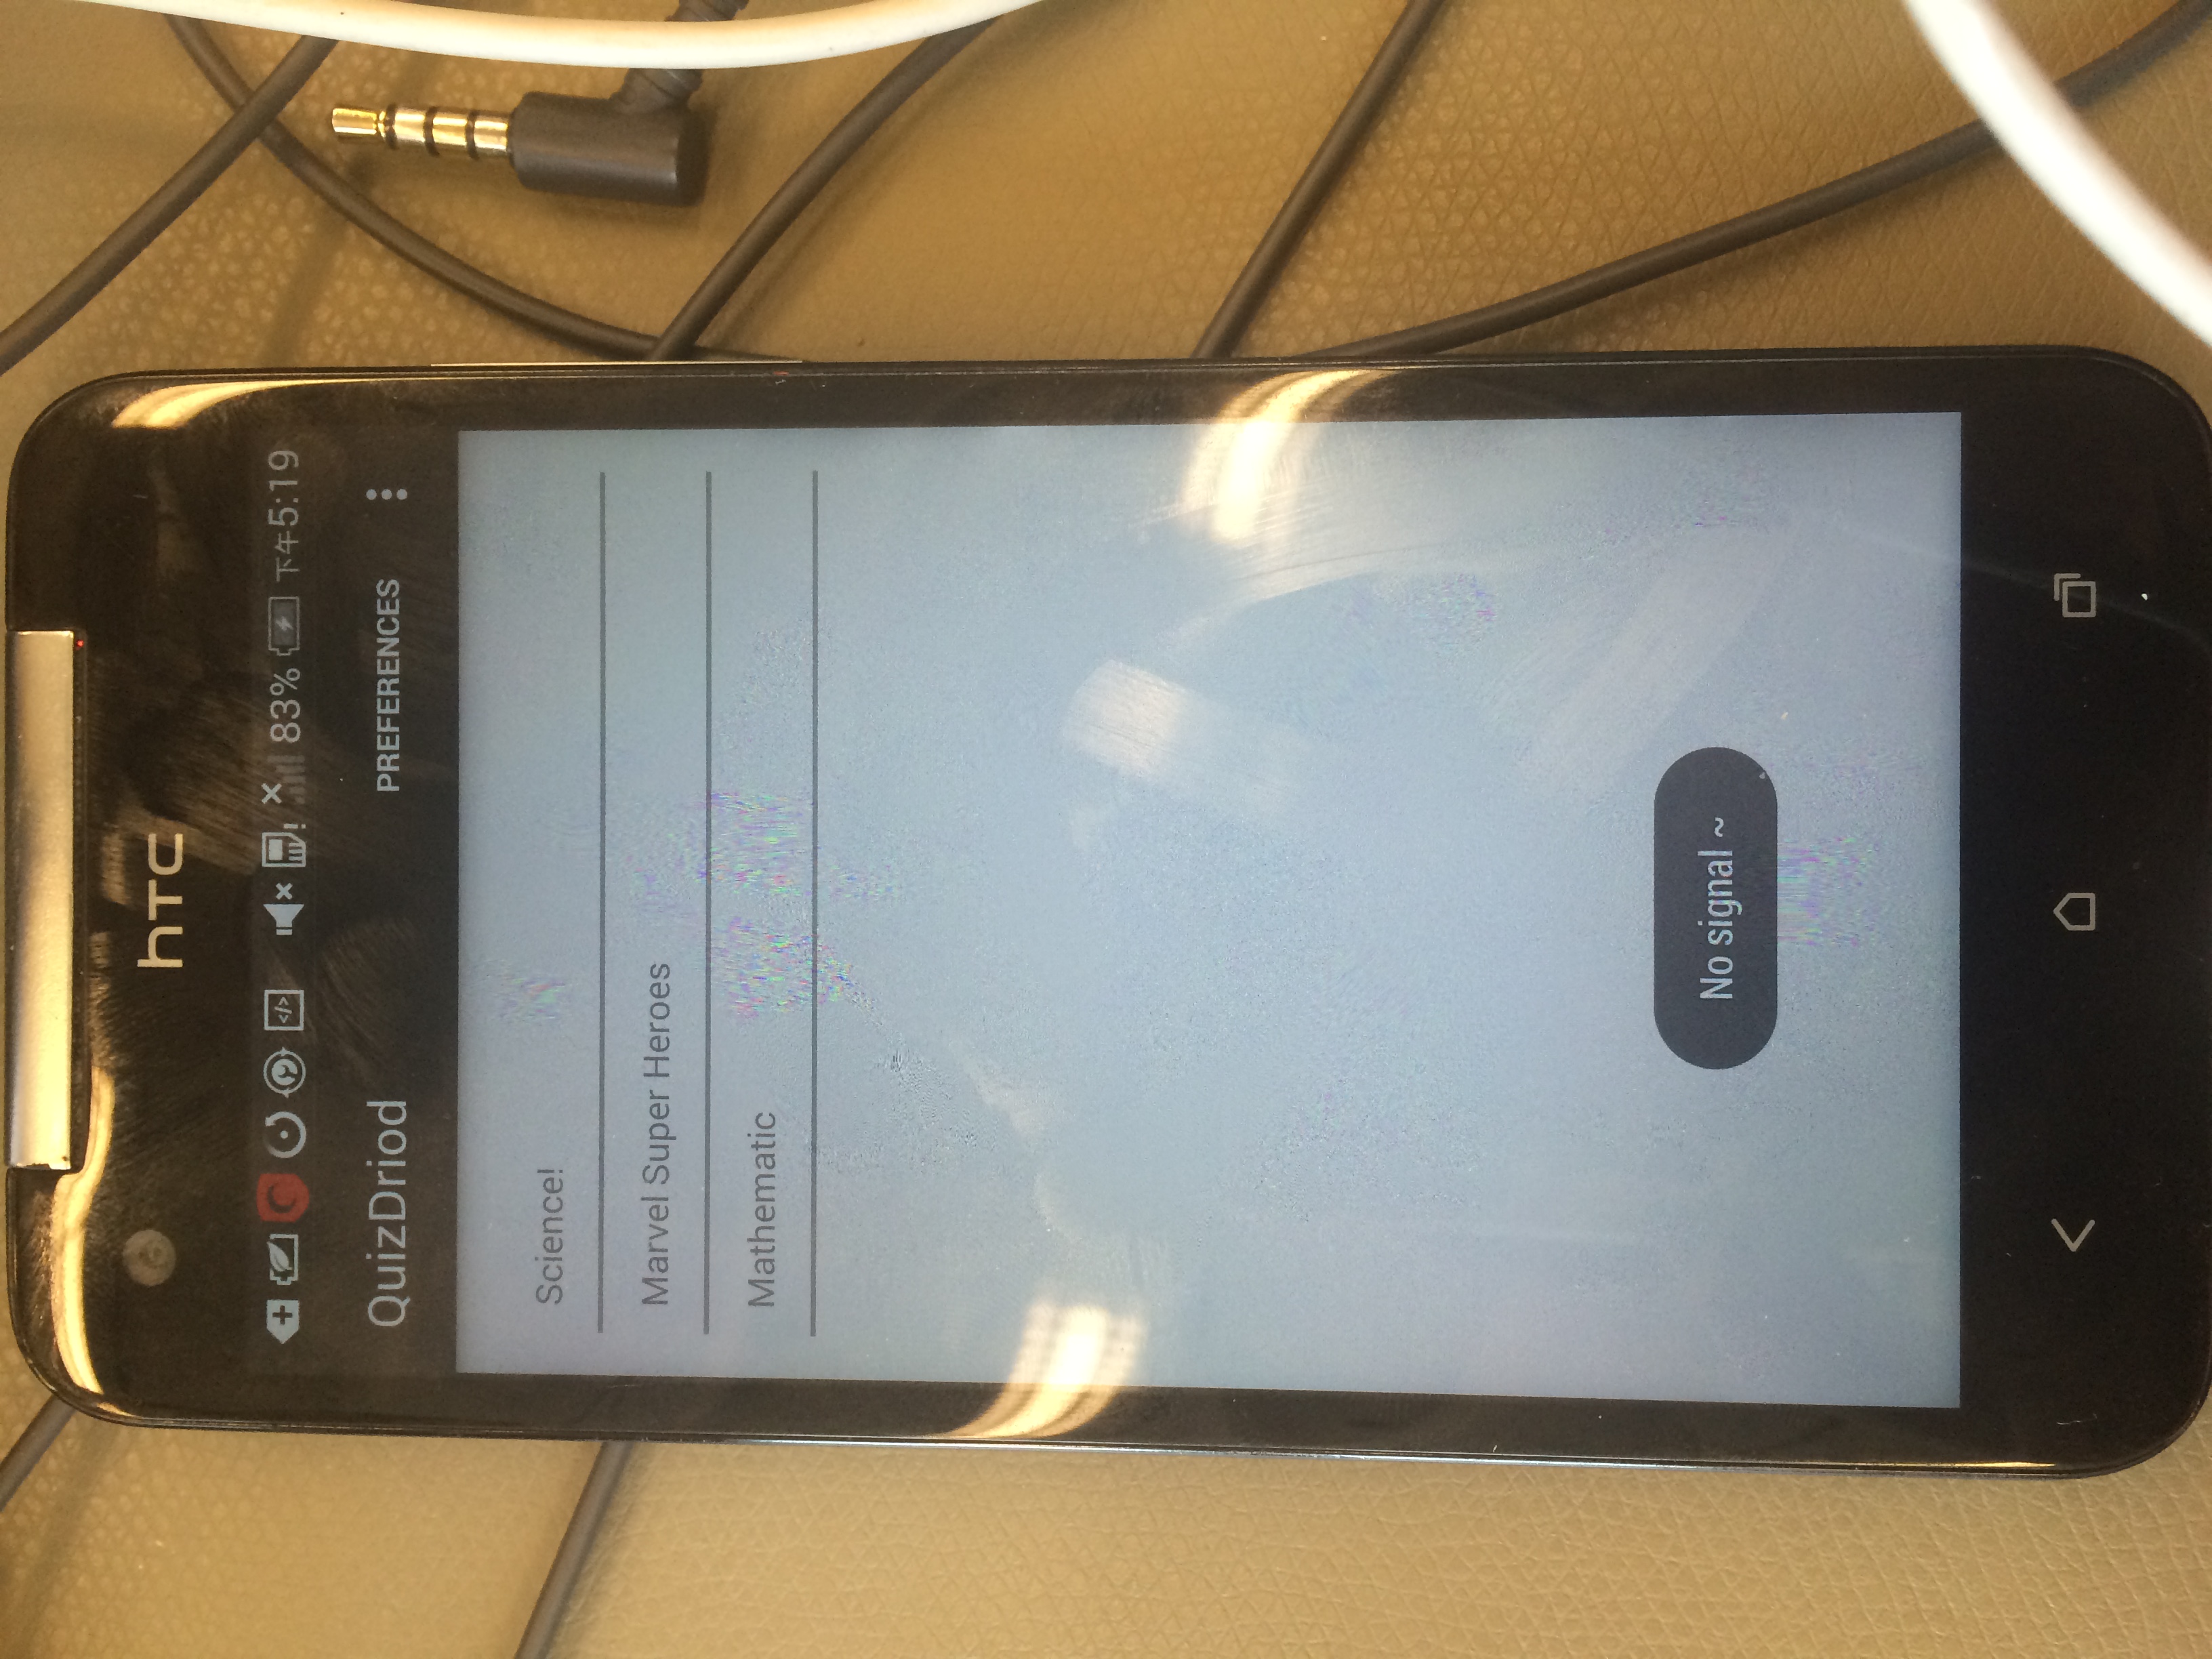 hTC
83% 下午5:19
QuizDriod PREFERENCES
Science!
Marvel Super Heroes
Mathematic
No signal ~